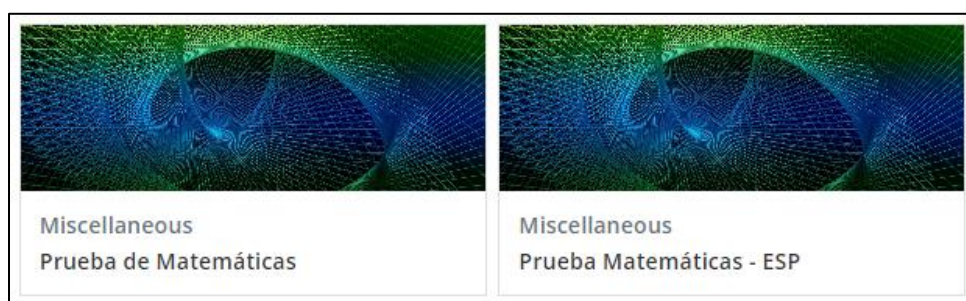 Miscellaneous
Prueba de Matemáticas
Miscellaneous
Prueba Matemáticas - ESP